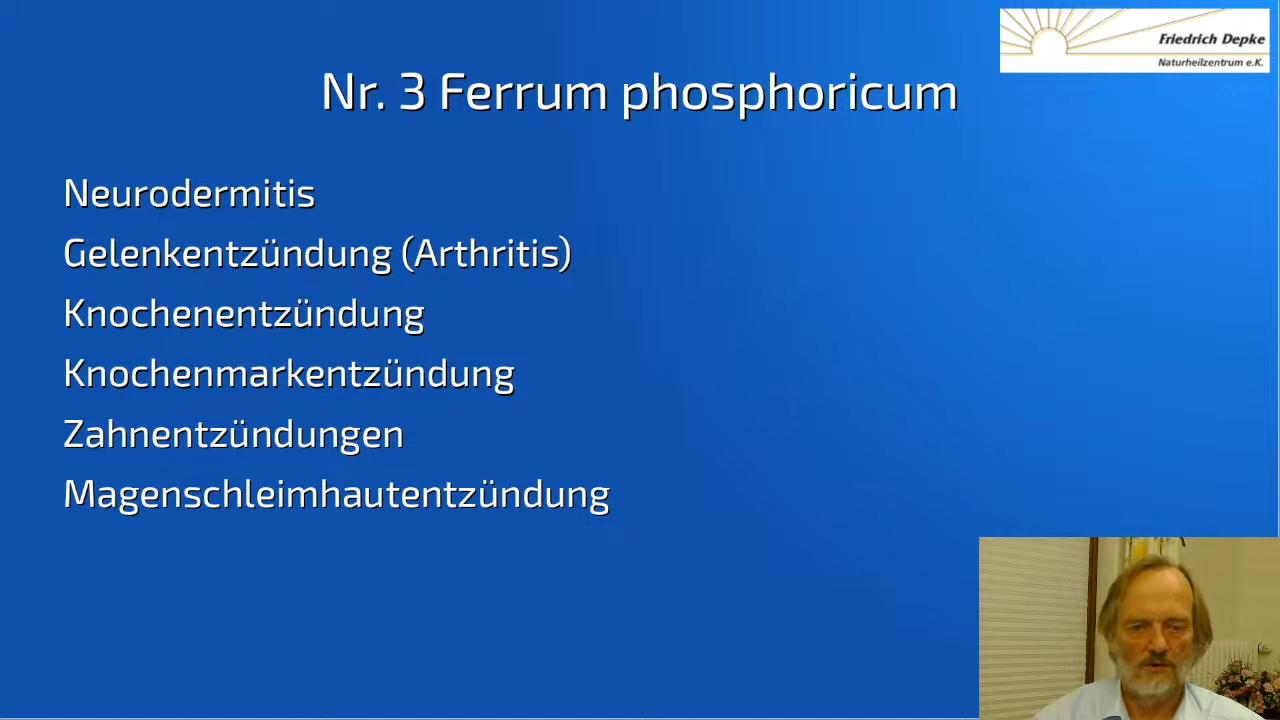 Friedrich Depke
Naturheilzentrum e.K.
Nr. 3 Ferrum phosphoricum
Neurodermitis
Gelenkentzündung (Arthritis)
Knochenentzündung
Knochenmarkentzündung
Zahnentzündungen
Magenschleimhautentzündung